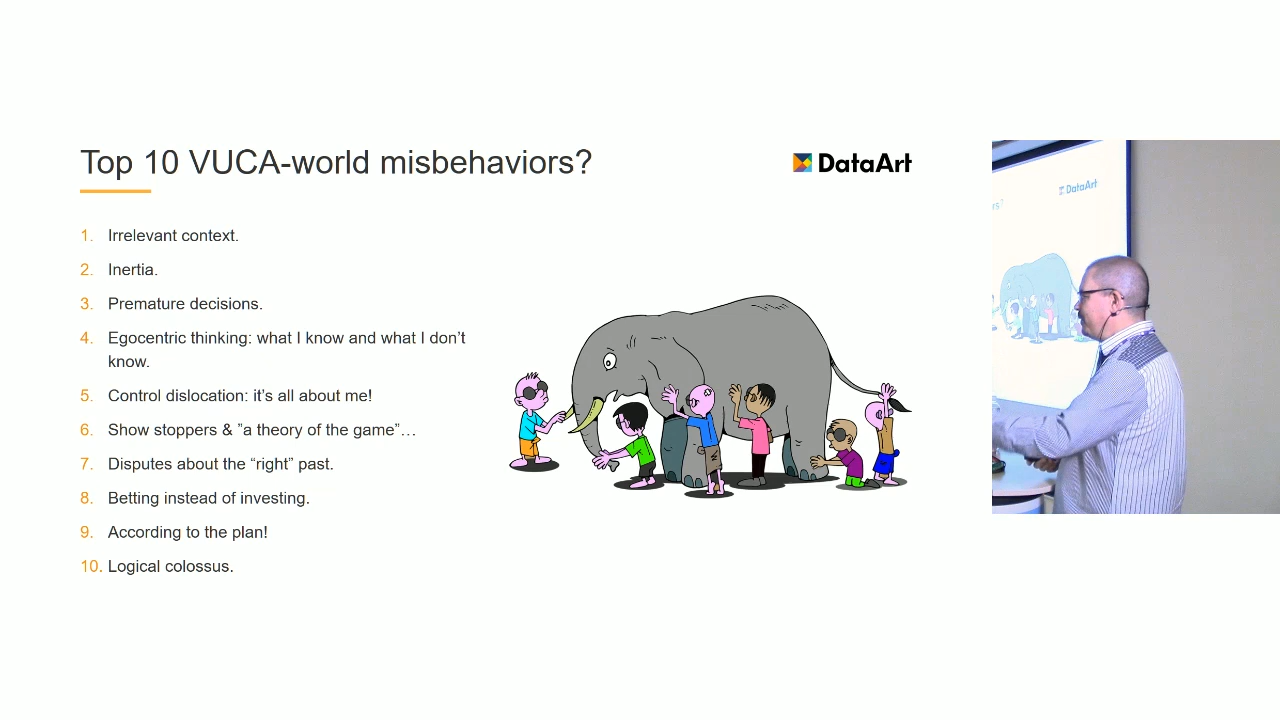 Top 10 VUCA-world misbehaviors?
DataArt
1. Irrelevant context.
2. Inertia.
3. Premature decisions.
4. Egocentric thinking: what I know and what I don’t
know.
5. Control dislocation: it’s all about me!
6. Show stoppers & ”a theory of the game”…
7. Disputes about the “right” past.
8. Betting instead of investing.
9. According to the plan!
10. Logical colossus.
DataArt